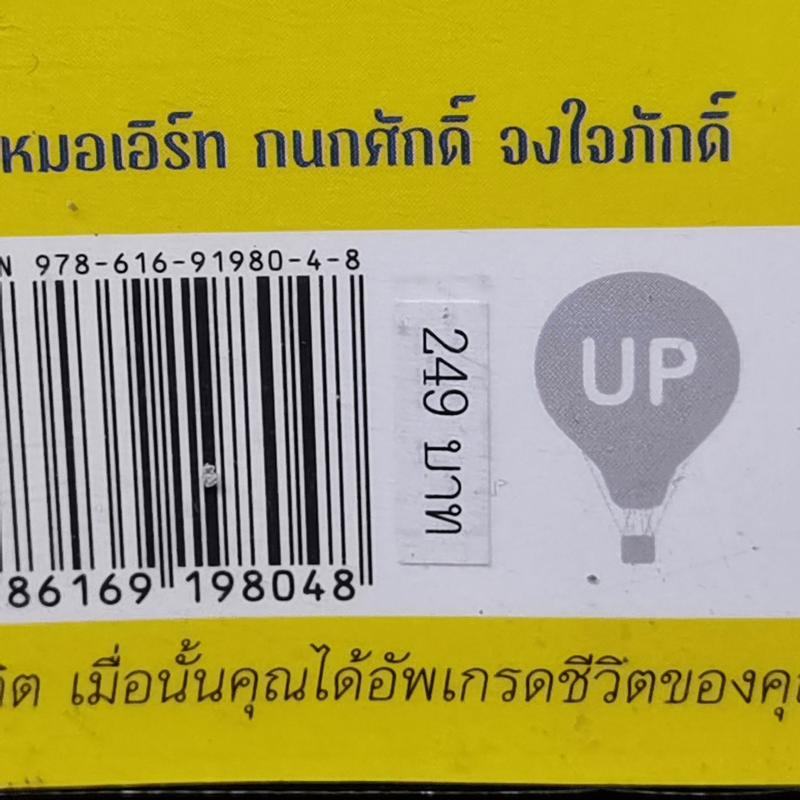 หมอเอิร์ท กนกศักดิ์ จงใจภักดิ์
N 978-616-91980-4-8
249 บาท
UP
86169 198048
เมื่อนั้นคุณได้อัพเกรดชีวิตของคุ